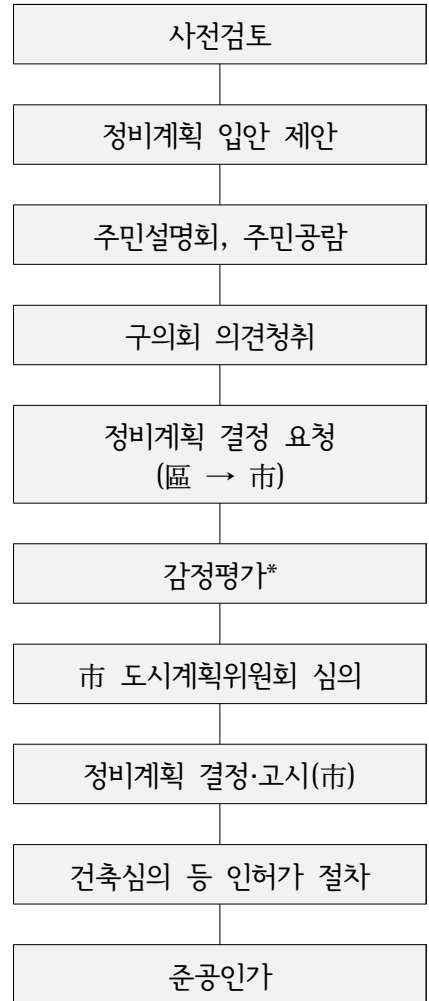 사전검토
정비계획 입안 제안
주민설명회, 주민공람
구의회 의견청취
정비계획 결정 요청
(區 → 市)
감정평가*
市 도시계획위원회 심의
정비계획 결정·고시(市)
건축심의 등 인허가 절차
준공인가